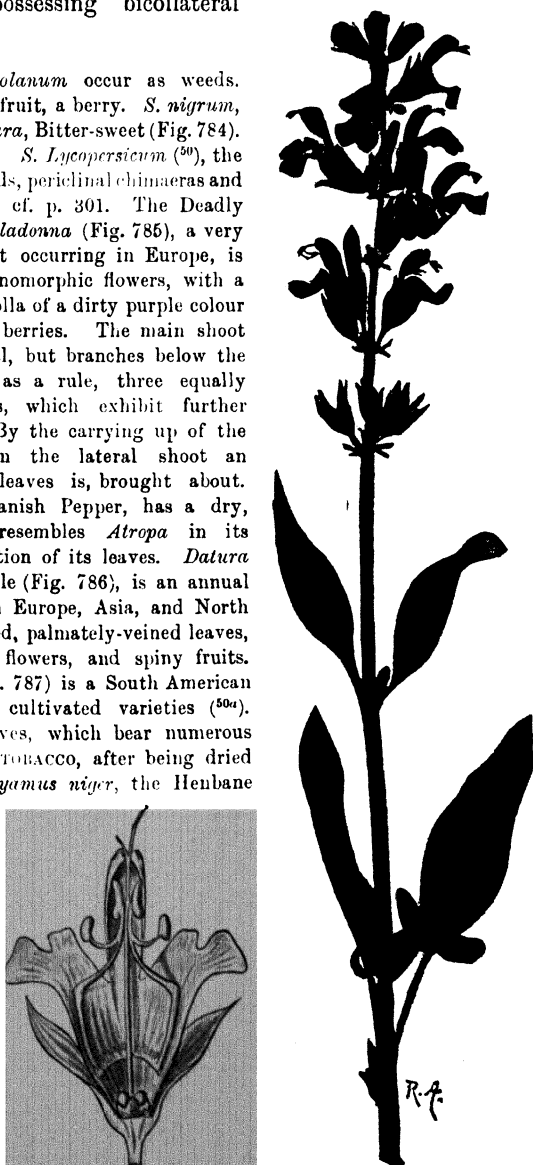 possessing bicollateral
olanum occur as weeds.
fruit, a berry. S. nigrum,
ra, Bitter-sweet (Fig. 784).
S. Lycopersicum (⁵⁰), the
ls, periclinal chimaeras and
cf. p. 301. The Deadly
ladonna (Fig. 785), a very
t occurring in Europe, is
nomorphic flowers, with a
olla of a dirty purple colour
berries. The main shoot
l, but branches below the
as a rule, three equally
s, which exhibit further
By the carrying up of the
n the lateral shoot an
leaves is, brought about.
anish Pepper, has a dry,
resembles Atropa in its
tion of its leaves. Datura
le (Fig. 786), is an annual
n Europe, Asia, and North
d, palmately-veined leaves,
flowers, and spiny fruits.
. 787) is a South American
cultivated varieties (⁵⁰ᵃ).
ves, which bear numerous
TOBACCO, after being dried
yamus niger, the Henbane
R.A.